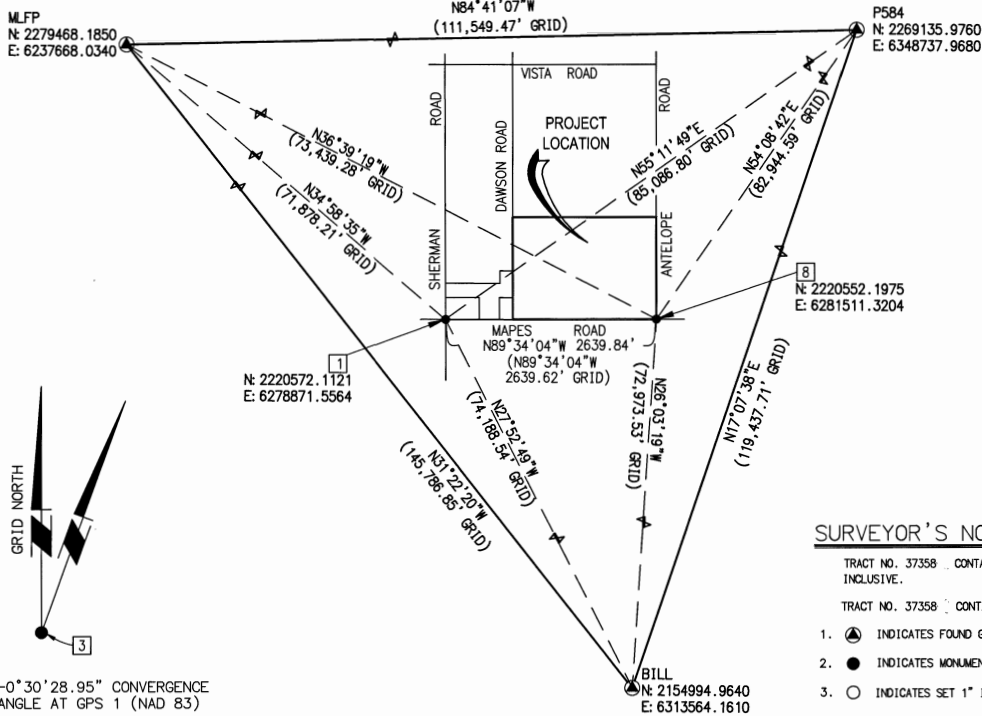 N84°41'07"W
(111,549.47' GRID)
MLFP
N: 2279468.1850
E: 6237668.0340
P584
N: 2269135.9760
E: 6348737.9680
VISTA ROAD
ROAD
DAWSON ROAD
ROAD
PROJECT
LOCATION
N36°39'19"W
(73,439.28' GRID)
N34°58'35"W
(71,878.21' GRID)
N55°11'49"E
(85,086.80' GRID)
N54°08'42"E
(82,944.59' GRID)
SHERMAN
ANTELOPE
8
N: 2220552.1975
E: 6281511.3204
MAPES ROAD
N89°34'04"W 2639.84'
(N89°34'04"W
2639.62' GRID)
1
N: 2220572.1121
E: 6278871.5564
N27°52'49"W
(74,188.54' GRID)
N26°03'19"W
(72,973.53' GRID)
N17°07'38"E
(119,437.71' GRID)
N31°22'20"W
(145,786.85' GRID)
GRID NORTH
3
-0°30'28.95" CONVERGENCE
ANGLE AT GPS 1 (NAD 83)
BILL
N: 2154994.9640
E: 6313564.1610
SURVEYOR'S NO
TRACT NO. 37358 CONTA
INCLUSIVE.
TRACT NO. 37358 CONT
1. INDICATES FOUND G
2. INDICATES MONUMEN
3. INDICATES SET 1"